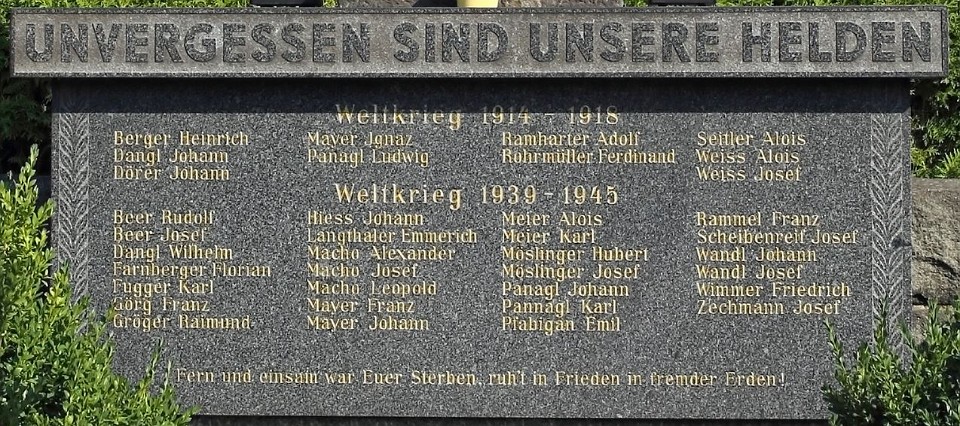 UNVERGESSEN SIND UNSERE HELDEN
Weltkrieg 1914 - 1918
Berger Heinrich
Dangl Johann
Dörer Johann
Mayer Ignaz
Panagl Ludwig
Ramharter Adolf
Rohrmüller Ferdinand
Seitler Alois
Weiss Alois
Weiss Josef
Weltkrieg 1939 - 1945
Beer Rudolf
Beer Josef
Dangl Wilhelm
Farnberger Florian
Fugger Karl
Görg Franz
Gröger Raimund
Hiess Johann
Langthaler Emmerich
Macho Alexander
Macho Josef
Macho Leopold
Mayer Franz
Mayer Johann
Meier Alois
Meier Karl
Möslinger Hubert
Möslinger Josef
Panagl Johann
Pannagl Karl
Pfabigan Emil
Rammel Franz
Scheibenreif Josef
Wandl Johann
Wandl Josef
Wimmer Friedrich
Zechmann Josef
! Fern und einsam war Euer Sterben, ruh't in Frieden in fremder Erden !